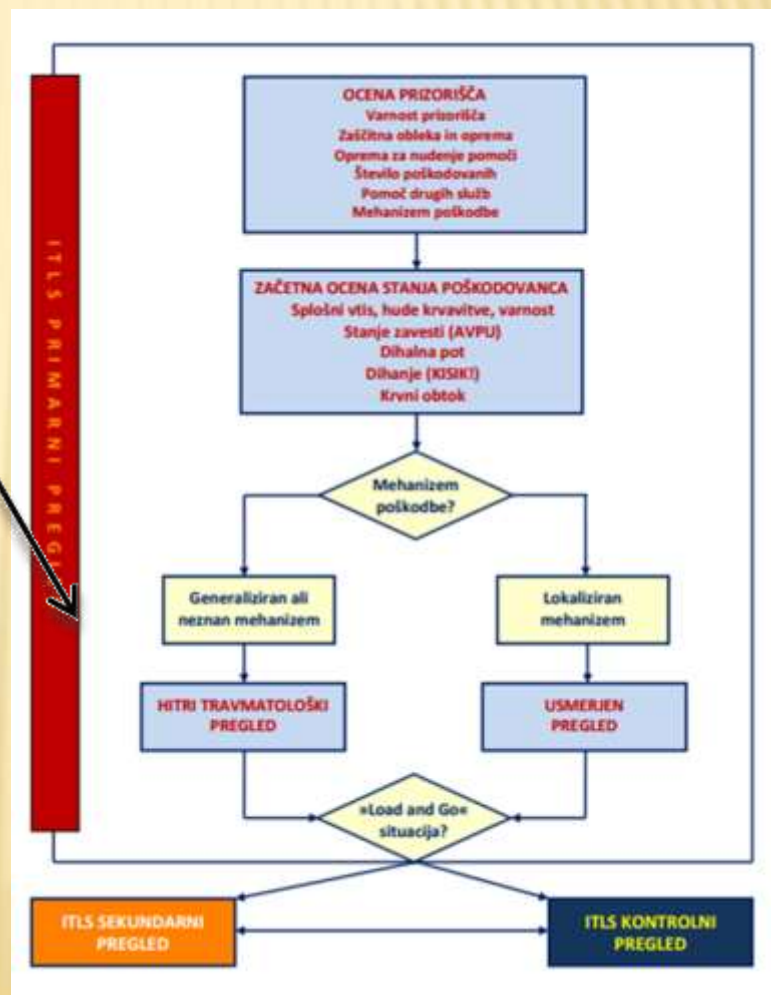 ITLS PRIMARNI PREGL
OCENA PRIZORIŠČA
Varnost prizorišča
Zaščitna obleka in oprema
Oprema za nudenje pomoči
Število poškodovanih
Pomoč drugih služb
Mehanizem poškodbe
ZAČETNA OCENA STANJA POŠKODOVANCA
Splošni vtis, hude krvavitve, varnost
Stanje zavesti (AVPU)
Dihalna pot
Dihanje (KISIK!)
Krvni obtok
Mehanizem
poškodbe?
Generaliziran ali
neznan mehanizem
Lokaliziran
mehanizem
HITRI TRAVMATOLOŠKI
PREGLED
USMERJEN
PREGLED
»Load and Go«
situacija?
ITLS SEKUNDARNI
PREGLED
ITLS KONTROLNI
PREGLED